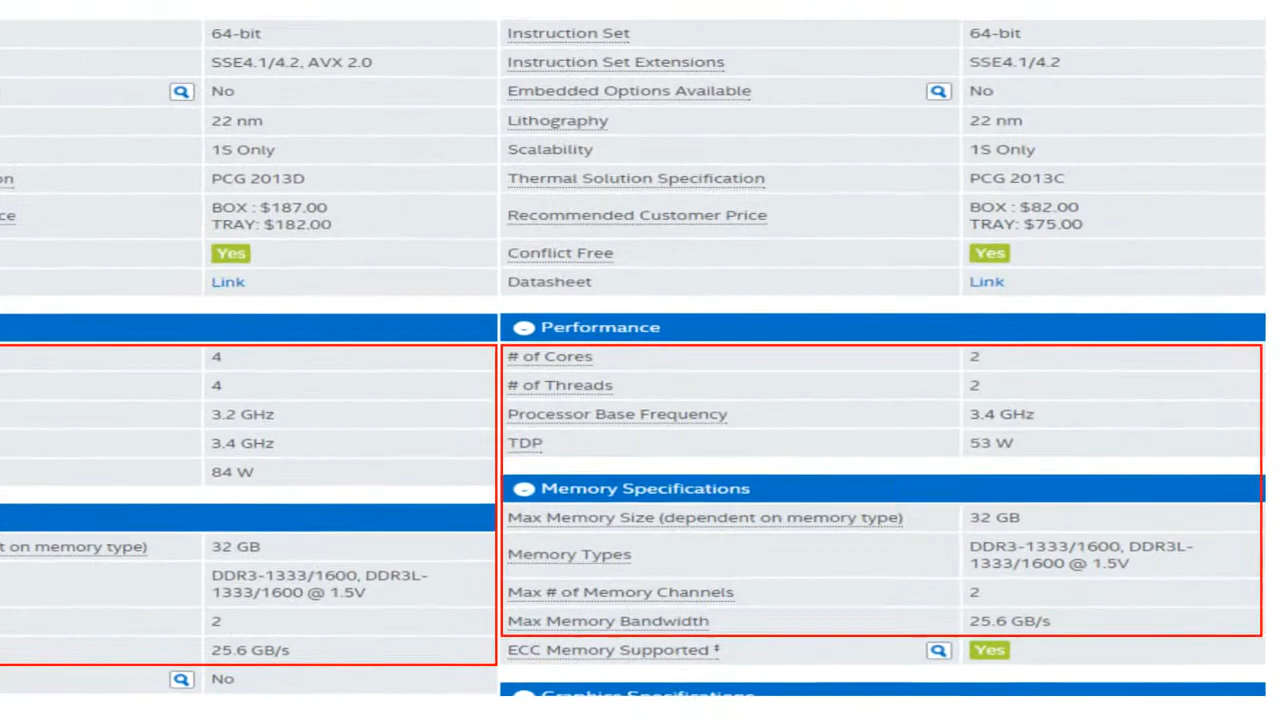 64-bit
SSE4.1/4.2, AVX 2.0
No
22 nm
1S Only
on
PCG 2013D
ce
BOX : $187.00
TRAY: $182.00
Yes
Link
4
4
3.2 GHz
3.4 GHz
84 W
t on memory type)
32 GB
DDR3-1333/1600, DDR3L-
1333/1600 @ 1.5V
2
25.6 GB/s
No
Instruction Set
64-bit
Instruction Set Extensions
SSE4.1/4.2
Embedded Options Available
No
Lithography
22 nm
Scalability
1S Only
Thermal Solution Specification
PCG 2013C
Recommended Customer Price
BOX : $82.00
TRAY: $75.00
Conflict Free
Yes
Datasheet
Link
Performance
# of Cores
2
# of Threads
2
Processor Base Frequency
3.4 GHz
TDP
53 W
Memory Specifications
Max Memory Size (dependent on memory type)
32 GB
Memory Types
DDR3-1333/1600, DDR3L-
1333/1600 @ 1.5V
Max # of Memory Channels
2
Max Memory Bandwidth
25.6 GB/s
ECC Memory Supported ‡
Yes
Graphics Specifications